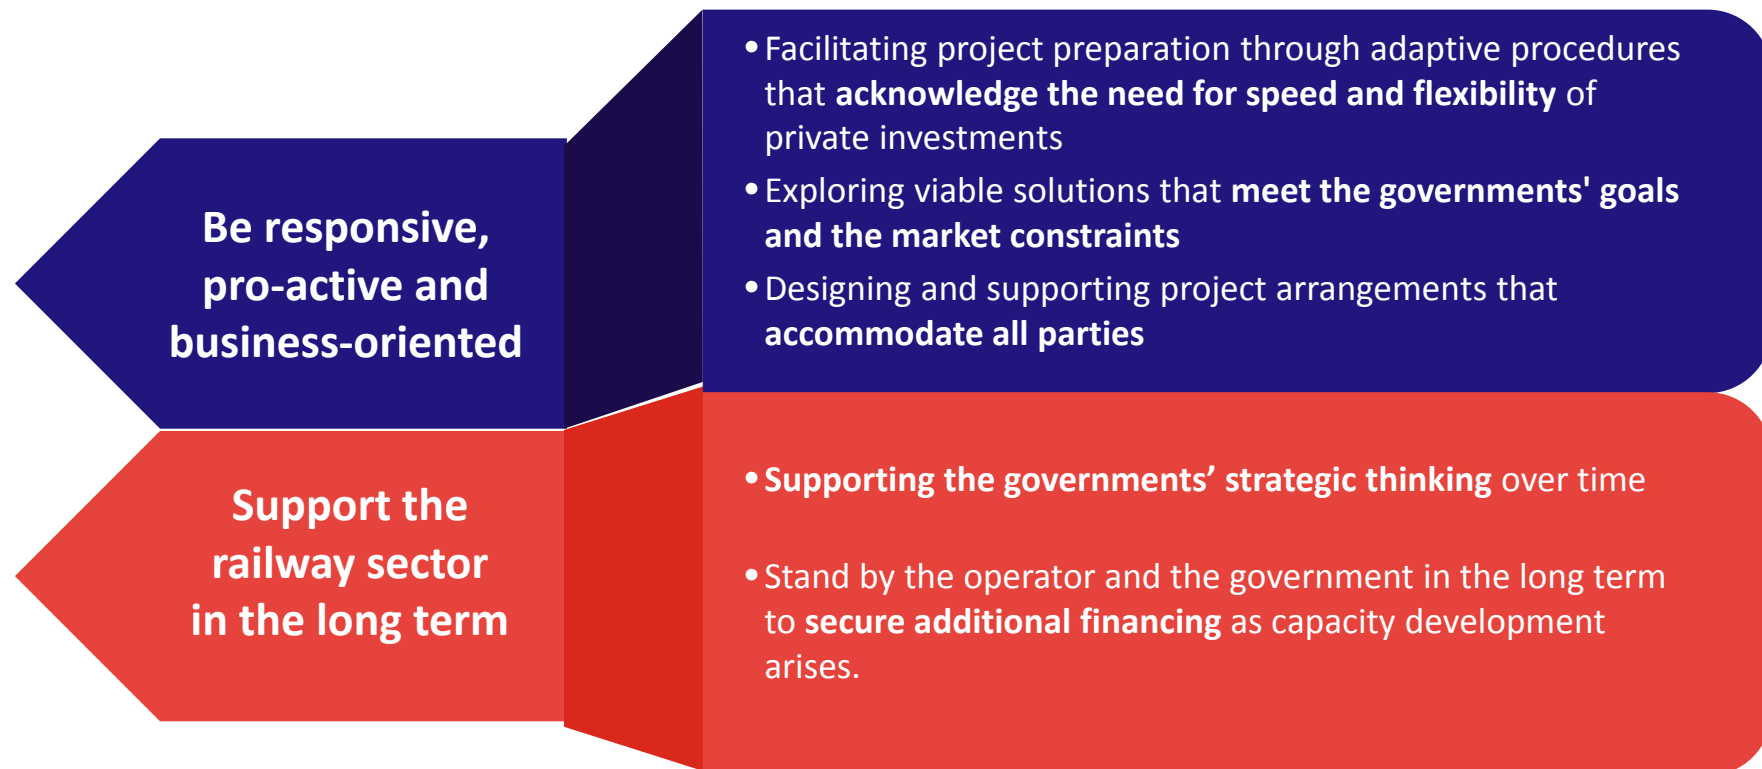 Be responsive,
pro-active and
business-oriented
•Facilitating project preparation through adaptive procedures
that acknowledge the need for speed and flexibility of
private investments
•Exploring viable solutions that meet the governments' goals
and the market constraints
•Designing and supporting project arrangements that
accommodate all parties
Support the
railway sector
in the long term
•Supporting the governments’ strategic thinking over time
•Stand by the operator and the government in the long term
to secure additional financing as capacity development
arises.